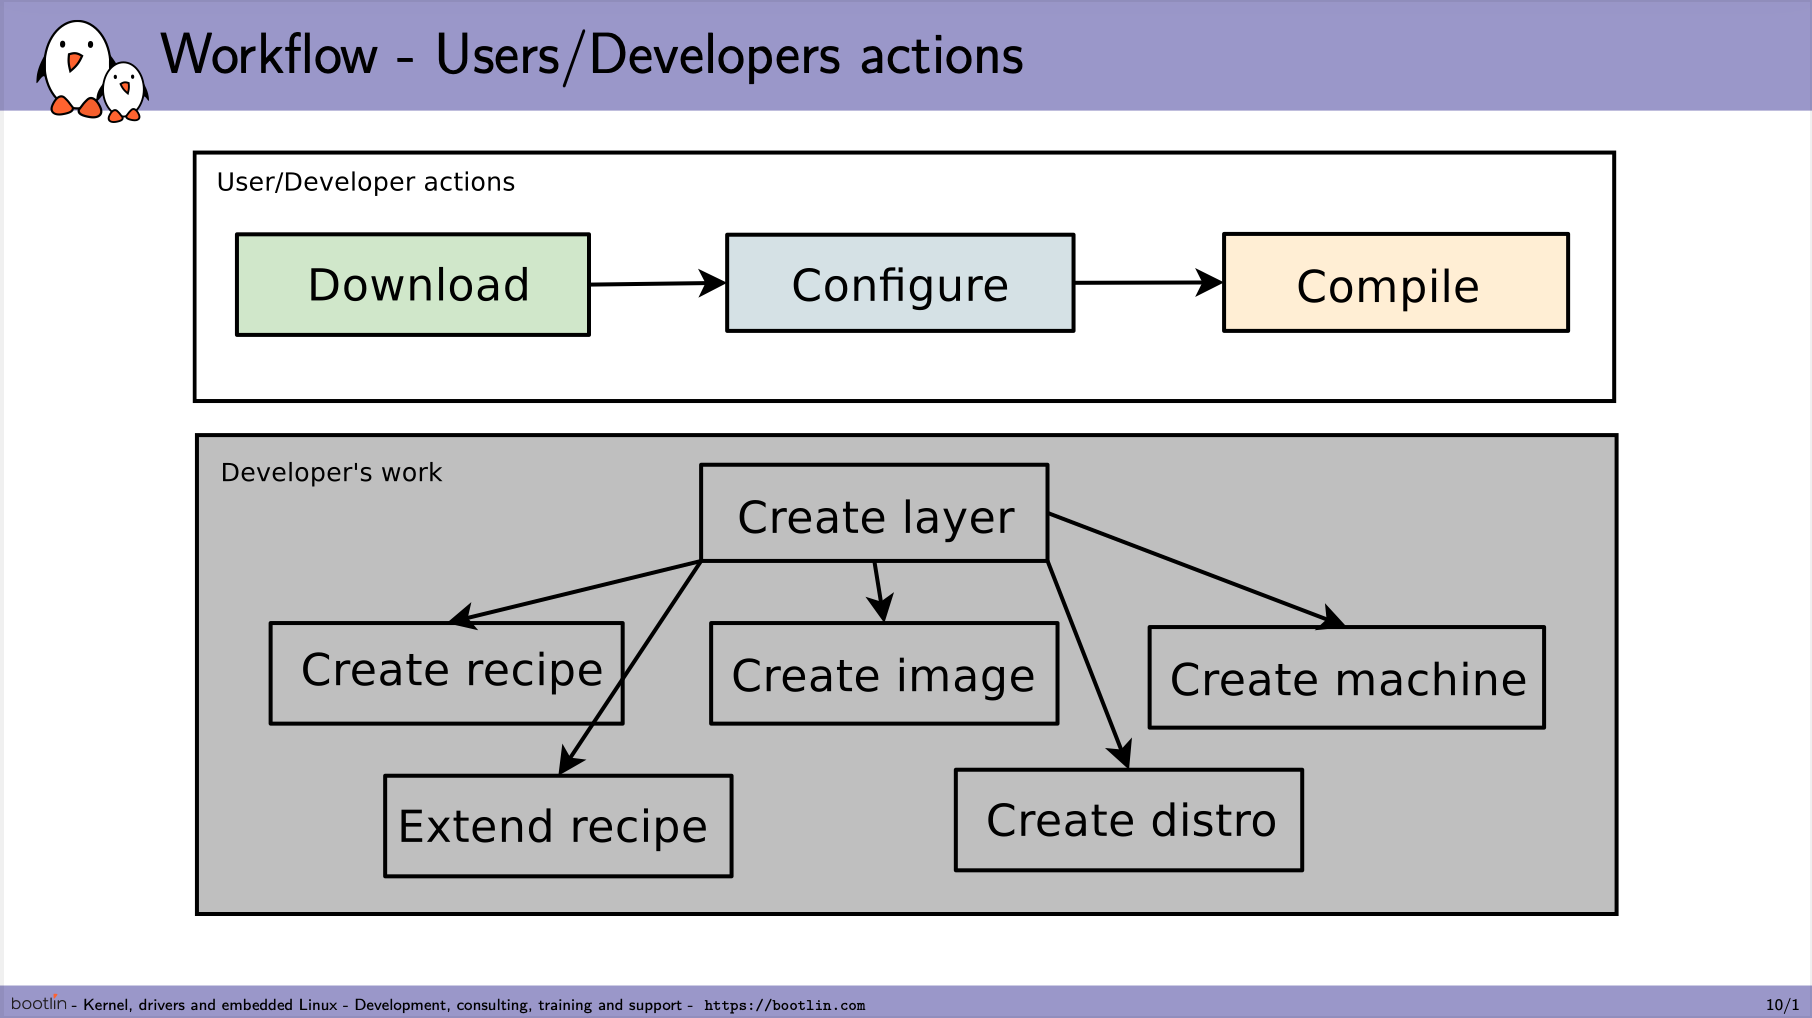 Workflow - Users/Developers actions
User/Developer actions
Download
Configure
Compile
Developer's work
Create layer
Create recipe
Create image
Create machine
Extend recipe
Create distro
bootlin - Kernel, drivers and embedded Linux - Development, consulting, training and support - https://bootlin.com
10/1